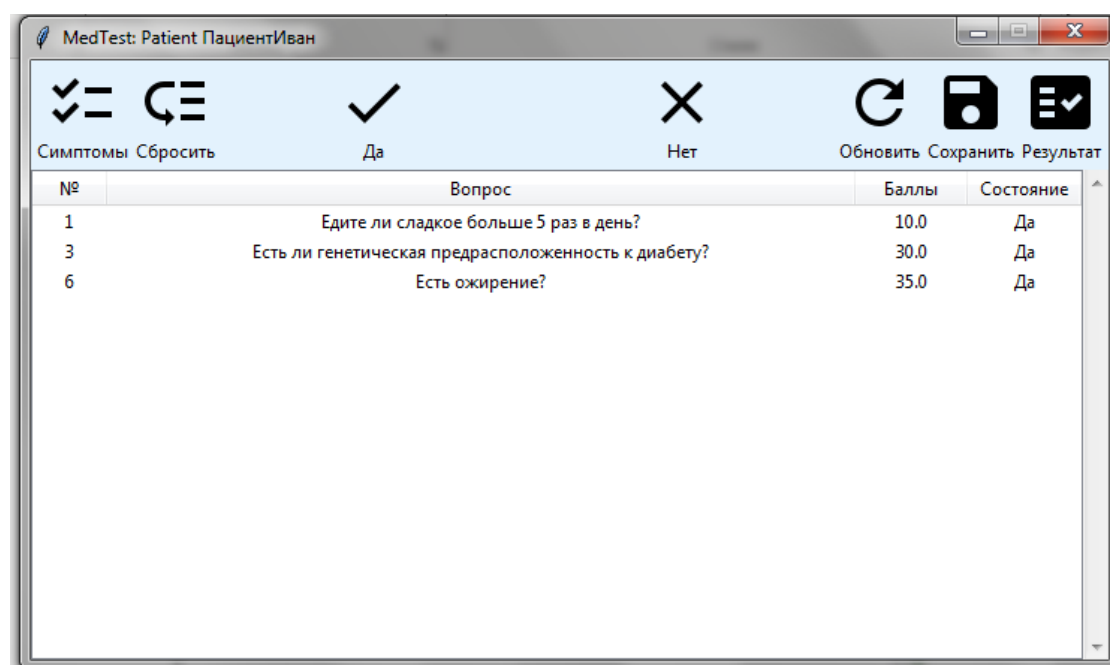 MedTest: Patient ПациентИван
Симптомы Сбросить Да Нет Обновить Сохранить Результат
№ Вопрос Баллы Состояние
1 Едите ли сладкое больше 5 раз в день? 10.0 Да
3 Есть ли генетическая предрасположенность к диабету? 30.0 Да
6 Есть ожирение? 35.0 Да